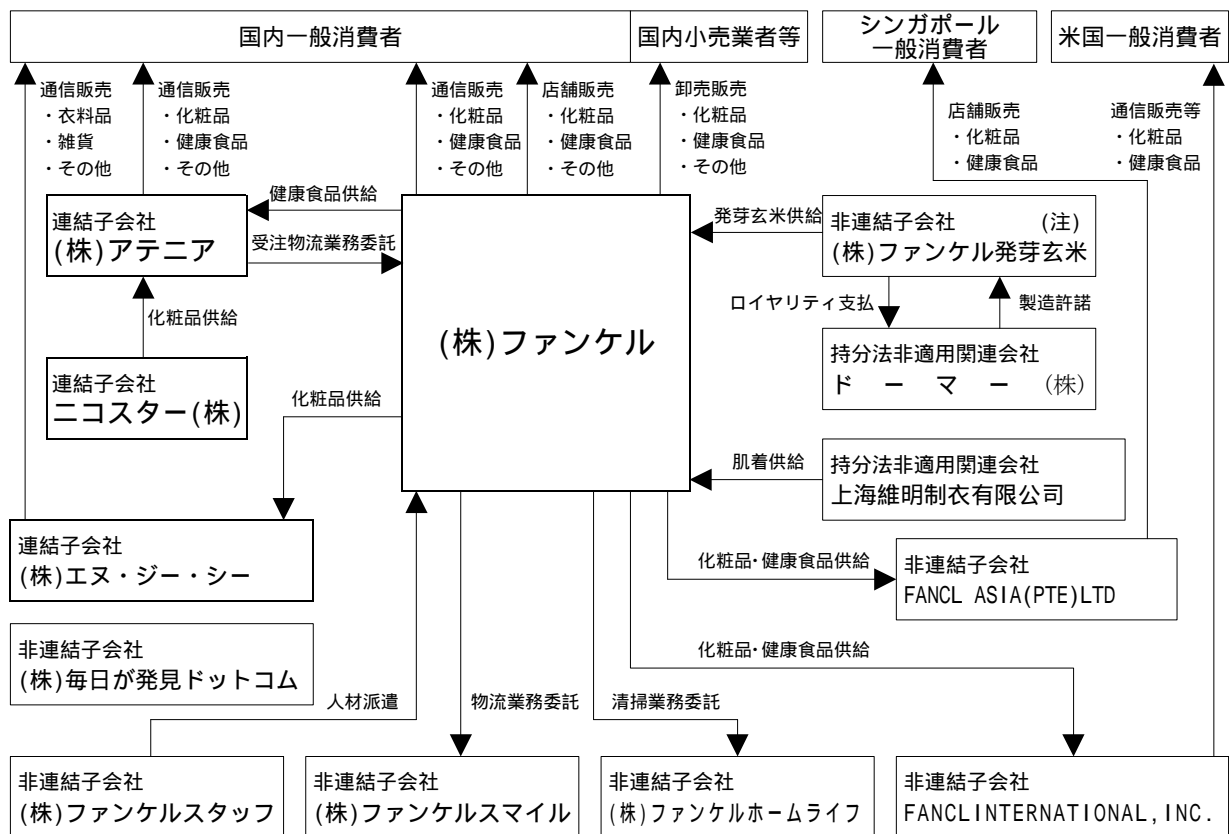 国内一般消費者
国内小売業者等
シンガポール
一般消費者
米国一般消費者
通信販売
・衣料品
・雑貨
・その他
通信販売
・化粧品
・健康食品
・その他
通信販売
・化粧品
・健康食品
・その他
店舗販売
・化粧品
・健康食品
・その他
卸売販売
・化粧品
・健康食品
・その他
店舗販売
・化粧品
・健康食品
通信販売等
・化粧品
・健康食品
連結子会社
(株)アテニア
健康食品供給
受注物流業務委託
発芽玄米供給
非連結子会社 (注)
(株)ファンケル発芽玄米
化粧品供給
(株)ファンケル
ロイヤリティ支払
製造許諾
連結子会社
ニコスター(株)
化粧品供給
持分法非適用関連会社
ドーマー (株)
肌着供給
持分法非適用関連会社
上海維明制衣有限公司
連結子会社
(株)エヌ・ジー・シー
化粧品・健康食品供給
非連結子会社
FANCL ASIA(PTE)LTD
非連結子会社
(株)毎日が発見ドットコム
化粧品・健康食品供給
人材派遣
物流業務委託
清掃業務委託
非連結子会社
(株)ファンケルスタッフ
非連結子会社
(株)ファンケルスマイル
非連結子会社
(株)ファンケルホームライフ
非連結子会社
FANCLINTERNATIONAL,INC.